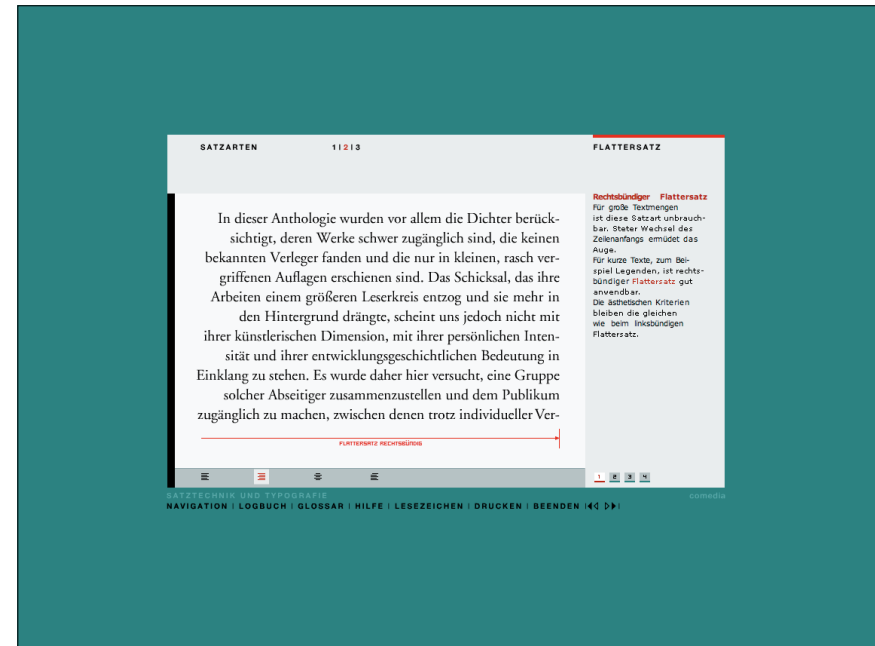 SATZARTEN 1 | 2 | 3 FLATTERSATZ
In dieser Anthologie wurden vor allem die Dichter berück-
sichtigt, deren Werke schwer zugänglich sind, die keinen
bekannten Verleger fanden und die nur in kleinen, rasch ver-
griffenen Auflagen erschienen sind. Das Schicksal, das ihre
Arbeiten einem größeren Leserkreis entzog und sie mehr in
den Hintergrund drängte, scheint uns jedoch nicht mit
ihrer künstlerischen Dimension, mit ihrer persönlichen Inten-
sität und ihrer entwicklungsgeschichtlichen Bedeutung in
Einklang zu stehen. Es wurde daher hier versucht, eine Gruppe
solcher Abseitiger zusammenzustellen und dem Publikum
zugänglich zu machen, zwischen denen trotz individueller Ver-
FLATTERSATZ RECHTSBÜNDIG
Rechtsbündiger Flattersatz
Für große Textmengen
ist diese Satzart unbrauch-
bar. Steter Wechsel des
Zeilenanfangs ermüdet das
Auge.
Für kurze Texte, zum Bei-
spiel Legenden, ist rechts-
bündiger Flattersatz gut
anwendbar.
Die ästhetischen Kriterien
bleiben die gleichen
wie beim linksbündigen
Flattersatz.
1 2 3 4
SATZTECHNIK UND TYPOGRAFIE comedia
NAVIGATION | LOGBUCH | GLOSSAR | HILFE | LESEZEICHEN | DRUCKEN | BEENDEN